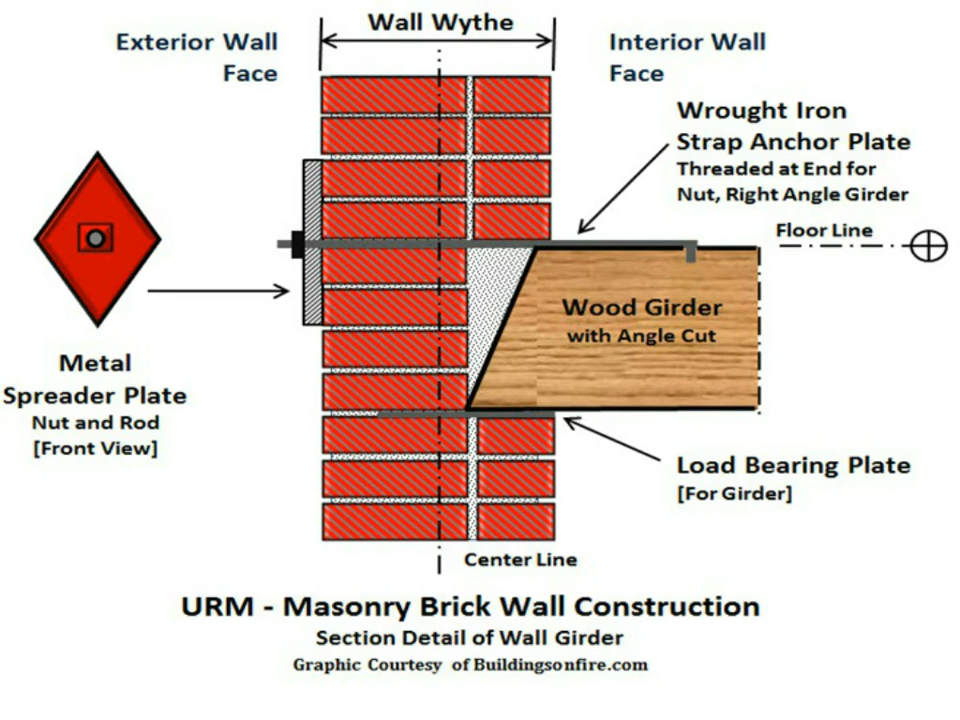 Wall Wythe
Exterior Wall
Face
Interior Wall
Face
Wrought Iron
Strap Anchor Plate
Threaded at End for
Nut, Right Angle Girder
Floor Line
Wood Girder
with Angle Cut
Metal
Spreader Plate
Nut and Rod
[Front View]
Load Bearing Plate
[For Girder]
Center Line
URM - Masonry Brick Wall Construction
Section Detail of Wall Girder
Graphic Courtesy of Buildingsonfire.com